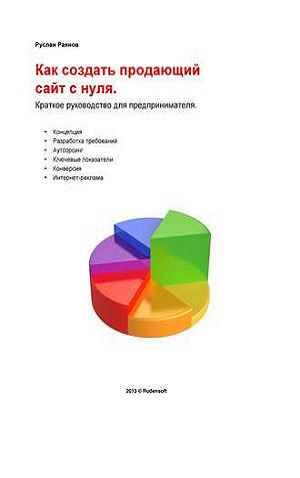 Руслан Раянов
Как создать продающий
сайт с нуля.
Краткое руководство для предпринимателя.
• Концепция
• Разработка требований
• Аутсорсинг
• Ключевые показатели
• Конверсия
• Интернет-реклама
2013 © Rudensoft